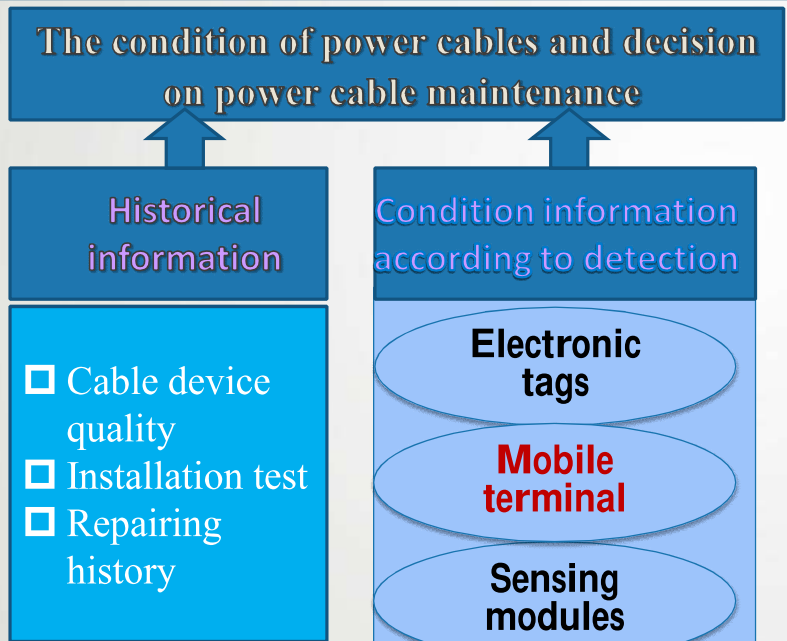 The condition of power cables and decision
on power cable maintenance
Historical
information
Cable device
quality
Installation test
Repairing
history
Condition information
according to detection
Electronic
tags
Mobile
terminal
Sensing
modules